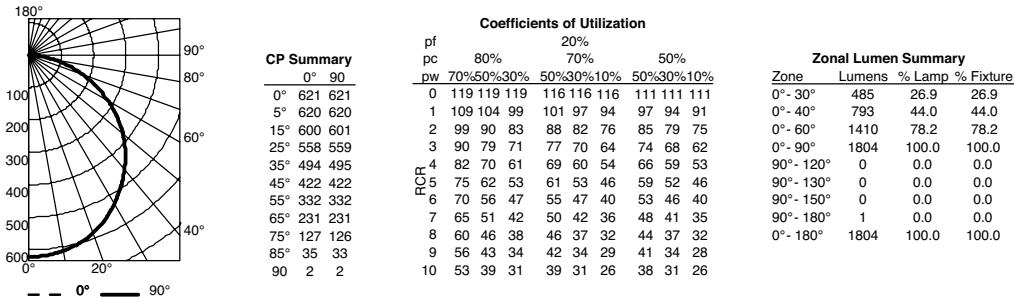 180°
90°
80°
60°
40°
100
200
300
400
500
600
0° 20°
0° 90°
CP Summary
0° 90
0° 621 621
5° 620 620
15° 600 601
25° 558 559
35° 494 495
45° 422 422
55° 332 332
65° 231 231
75° 127 126
85° 35 33
90 2 2
Coefficients of Utilization
pf 20%
pc 80% 70% 50%
pw 70%50%30% 50%30%10% 50%30%10%
RCR
0 119 119 119 116 116 116 111 111 111
1 109 104 99 101 97 94 97 94 91
2 99 90 83 88 82 76 85 79 75
3 90 79 71 77 70 64 74 68 62
4 82 70 61 69 60 54 66 59 53
5 75 62 53 61 53 46 59 52 46
6 70 56 47 55 47 40 53 46 40
7 65 51 42 50 42 36 48 41 35
8 60 46 38 46 37 32 44 37 32
9 56 43 34 42 34 29 41 34 28
10 53 39 31 39 31 26 38 31 26
Zonal Lumen Summary
Zone Lumens % Lamp % Fixture
0°- 30° 485 26.9 26.9
0°- 40° 793 44.0 44.0
0°- 60° 1410 78.2 78.2
0°- 90° 1804 100.0 100.0
90°- 120° 0 0.0 0.0
90°- 130° 0 0.0 0.0
90°- 150° 0 0.0 0.0
90°- 180° 1 0.0 0.0
0°- 180° 1804 100.0 100.0